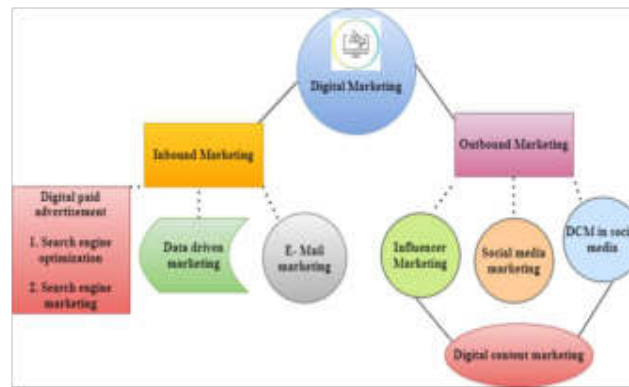 Digital Marketing
Inbound Marketing
Outbound Marketing
Digital paid
advertisement
1. Search engine
optimization
2. Search engine
marketing
Data driven
marketing
E- Mail
marketing
Influencer
Marketing
Social media
marketing
DCM in social
media
Digital content marketing